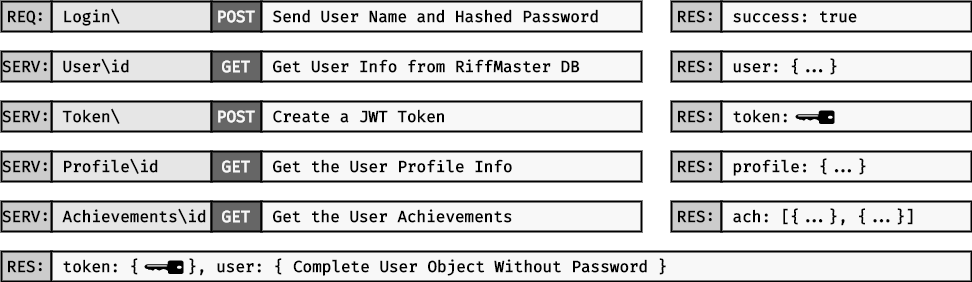 REQ: Login\ POST Send User Name and Hashed Password RES: success: true
SERV: User\id GET Get User Info from RiffMaster DB RES: user: {...}
SERV: Token\ POST Create a JWT Token RES: token:
SERV: Profile\id GET Get the User Profile Info RES: profile: {...}
SERV: Achievements\id GET Get the User Achievements RES: ach: [{...}, {...}]
RES: token: { }, user: { Complete User Object Without Password }